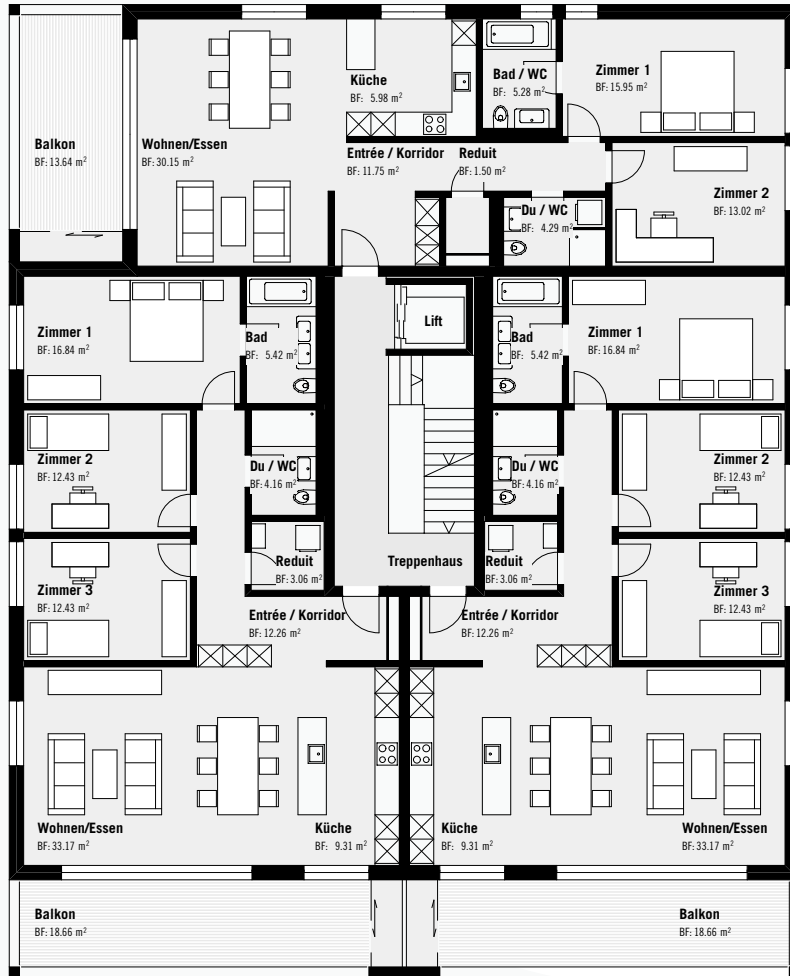 Küche
BF: 5.98 m²
Bad / WC
BF: 5.28 m²
Zimmer 1
BF: 15.95 m²
Balkon
BF: 13.64 m²
Wohnen/Essen
BF: 30.15 m²
Entrée / Korridor
BF: 11.75 m²
Reduit
BF: 1.50 m²
Zimmer 2
BF: 13.02 m²
Du / WC
BF: 4.29 m²
Zimmer 1
BF: 16.84 m²
Bad
BF: 5.42 m²
Lift
Bad
BF: 5.42 m²
Zimmer 1
BF: 16.84 m²
Zimmer 2
BF: 12.43 m²
Du / WC
BF: 4.16 m²
Du / WC
BF: 4.16 m²
Zimmer 2
BF: 12.43 m²
Zimmer 3
BF: 12.43 m²
Reduit
BF: 3.06 m²
Treppenhaus
Reduit
BF: 3.06 m²
Zimmer 3
BF: 12.43 m²
Entrée / Korridor
BF: 12.26 m²
Entrée / Korridor
BF: 12.26 m²
Wohnen/Essen
BF: 33.17 m²
Küche
BF: 9.31 m²
Küche
BF: 9.31 m²
Wohnen/Essen
BF: 33.17 m²
Balkon
BF: 18.66 m²
Balkon
BF: 18.66 m²